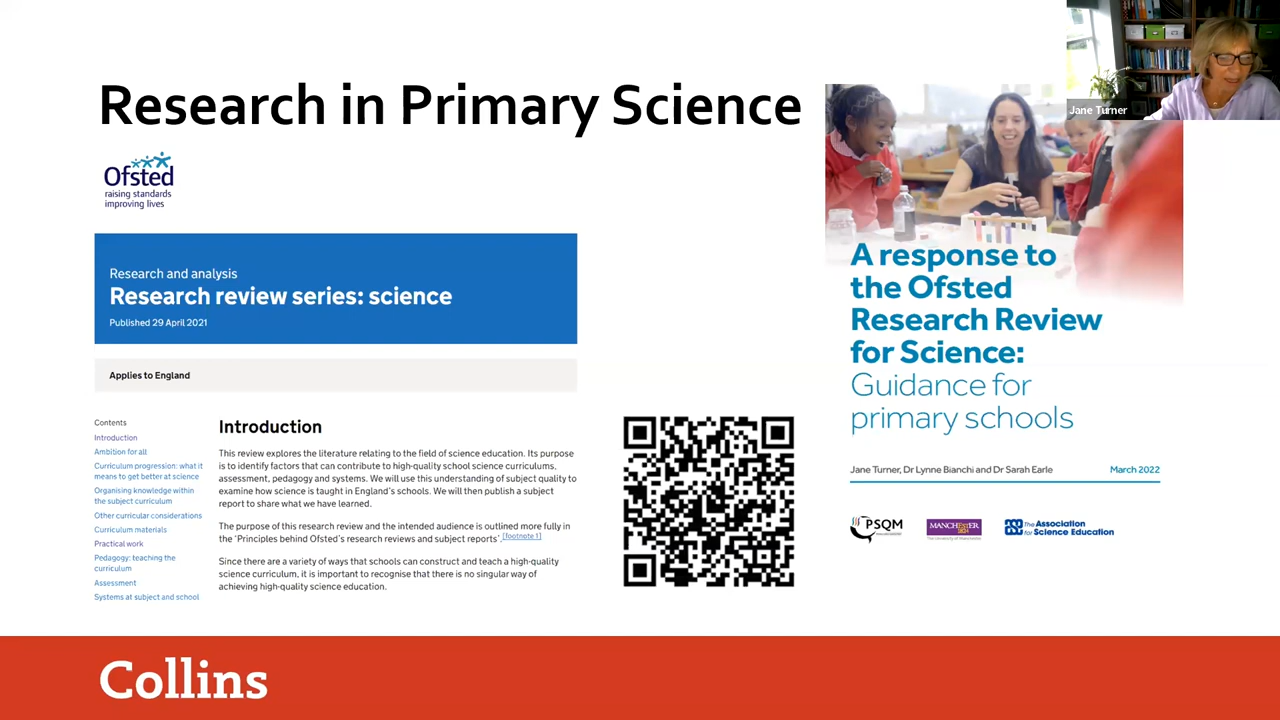 Research in Primary Science
Jane Turner
Ofsted
raising standards
improving lives
Research and analysis
Research review series: science
Published 29 April 2021
Applies to England
Contents
Introduction
Ambition for all
Curriculum progression: what it
means to get better at science
Organising knowledge within
the subject curriculum
Other curricular considerations
Curriculum materials
Practical work
Pedagogy: teaching the
curriculum
Assessment
Systems at subject and school
Introduction
This review explores the literature relating to the field of science education. Its purpose
is to identify factors that can contribute to high-quality school science curriculums,
assessment, pedagogy and systems. We will use this understanding of subject quality to
examine how science is taught in England's schools. We will then publish a subject
report to share what we have learned.
The purpose of this research review and the intended audience is outlined more fully in
the 'Principles behind Ofsted's research reviews and subject reports'. [footnote 1]
Since there are a variety of ways that schools can construct and teach a high-quality
science curriculum, it is important to recognise that there is no singular way of
achieving high-quality science education.
A response to
the Ofsted
Research Review
for Science:
Guidance for
primary schools
Jane Turner, Dr Lynne Bianchi and Dr Sarah Earle March 2022
PSQM
MANCHESTER
1824
The University of Manchester
The Association
for Science Education
Collins